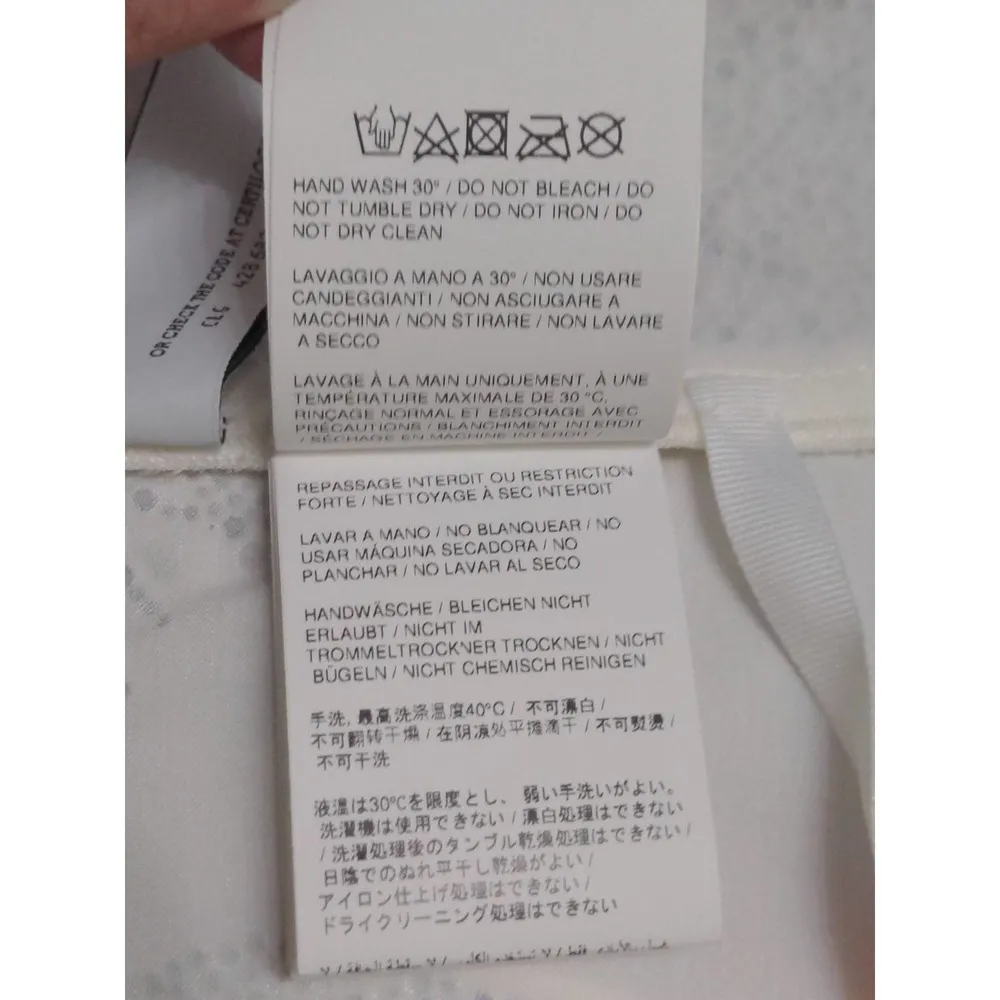 OR CHECK THE CODE AT CERTILO
CLG 428 6
HAND WASH 30° / DO NOT BLEACH / DO
NOT TUMBLE DRY / DO NOT IRON / DO
NOT DRY CLEAN
LAVAGGIO A MANO A 30° / NON USARE
CANDEGGIANTI / NON ASCIUGARE A
MACCHINA / NON STIRARE / NON LAVARE
A SECCO
LAVAGE À LA MAIN UNIQUEMENT, À UNE
TEMPÉRATURE MAXIMALE DE 30 °C,
RINÇAGE NORMAL ET ESSORAGE AVEC
PRÉCAUTIONS / BLANCHIMENT INTERDIT
/ SÉCHAGE EN MACHINE INTERDIT /
REPASSAGE INTERDIT OU RESTRICTION
FORTE / NETTOYAGE À SEC INTERDIT
LAVAR A MANO / NO BLANQUEAR / NO
USAR MÁQUINA SECADORA / NO
PLANCHAR / NO LAVAR AL SECO
HANDWÄSCHE / BLEICHEN NICHT
ERLAUBT / NICHT IM
TROMMELTROCKNER TROCKNEN / NICHT
BÜGELN / NICHT CHEMISCH REINIGEN
手洗, 最高洗涤温度40°C / 不可漂白 /
不可翻转干燥 / 在阴凉处平摊滴干 / 不可熨烫 /
不可干洗
液温は30°Cを限度とし、弱い手洗いがよい。
洗濯機は使用できない / 漂白処理はできない
/ 洗濯処理後のタンブル乾燥処理はできない /
日陰でのぬれ平干し乾燥がよい /
アイロン仕上げ処理はできない /
ドライクリーニング処理はできない